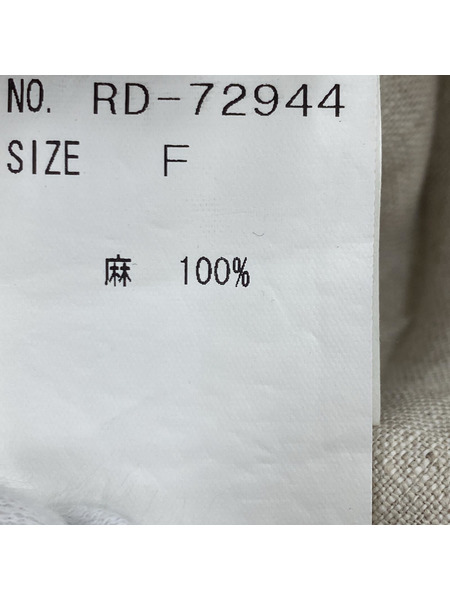 NO. RD-72944
SIZE F
麻 100%